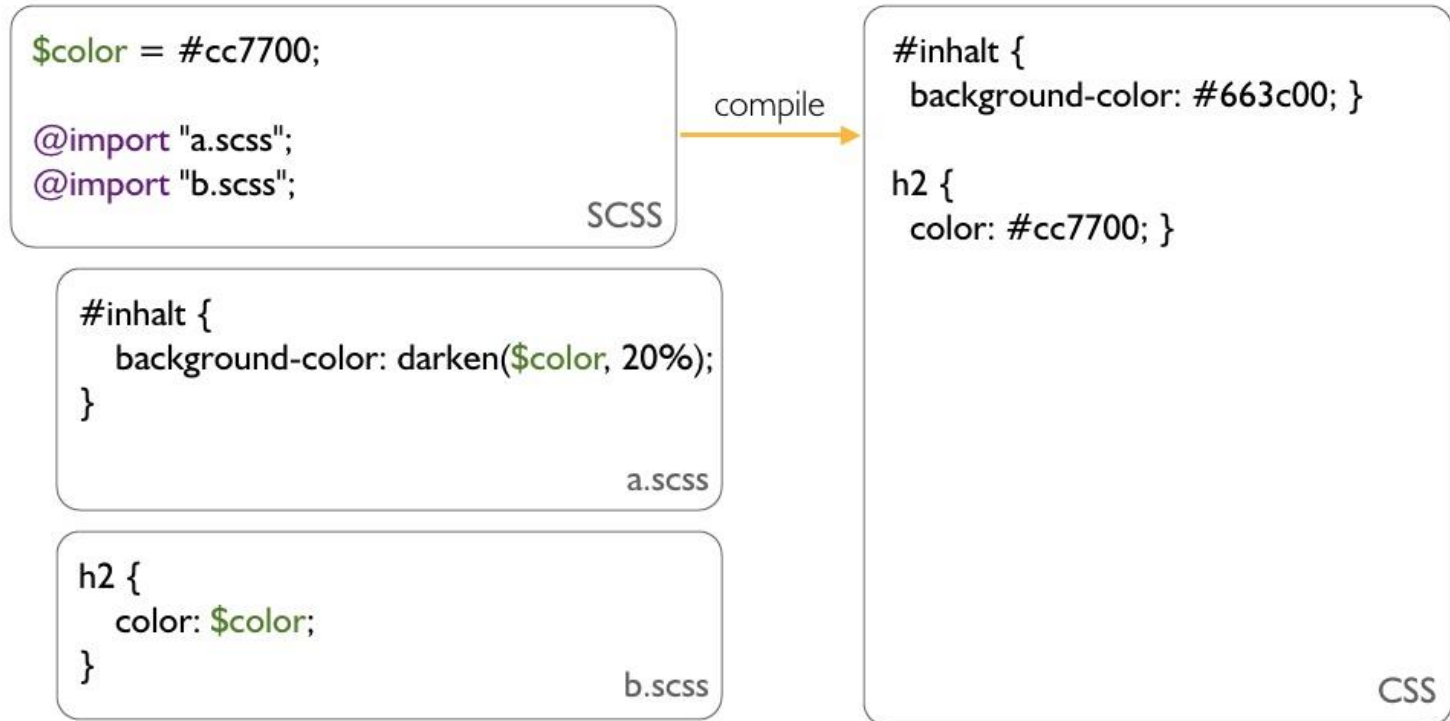 $color = #cc7700;
@import "a.scss";
@import "b.scss";
SCSS
compile
#inhalt {
background-color: darken($color, 20%);
}
a.scss
h2 {
color: $color;
}
b.scss
#inhalt {
background-color: #663c00; }
h2 {
color: #cc7700; }
CSS